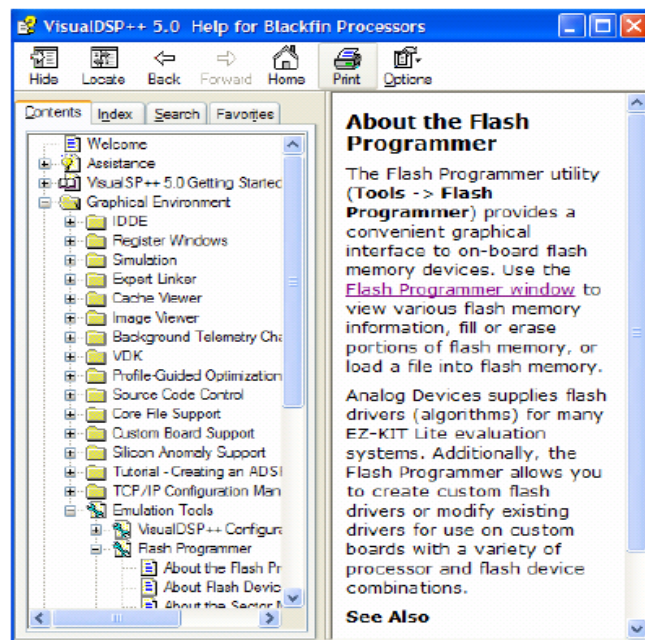 VisualDSP++ 5.0 Help for Blackfin Processors
Hide Locate Back Forward Home Print Options
Contents Index Search Favorites
Welcome
Assistance
VisualSP++ 5.0 Getting Started
Graphical Environment
IDDE
Register Windows
Simulation
Expert Linker
Cache Viewer
Image Viewer
Background Telemetry Cha
VDK
Profile-Guided Optimization
Source Code Control
Core File Support
Custom Board Support
Silicon Anomaly Support
Tutorial - Creating an ADSI
TCP/IP Configuration Man
Emulation Tools
VisualDSP++ Configura
Flash Programmer
About the Flash Pr
About Flash Devic
About the Sector M
About the Flash
Programmer
The Flash Programmer utility
(Tools -> Flash
Programmer) provides a
convenient graphical
interface to on-board flash
memory devices. Use the
Flash Programmer window to
view various flash memory
information, fill or erase
portions of flash memory, or
load a file into flash memory.
Analog Devices supplies flash
drivers (algorithms) for many
EZ-KIT Lite evaluation
systems. Additionally, the
Flash Programmer allows you
to create custom flash
drivers or modify existing
drivers for use on custom
boards with a variety of
processor and flash device
combinations.
See Also